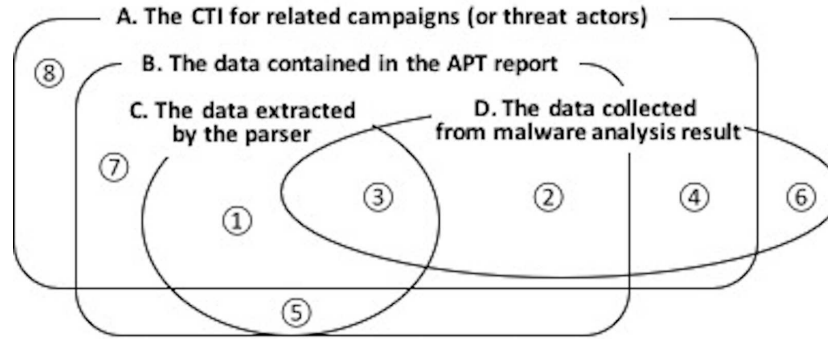 A. The CTI for related campaigns (or threat actors)
⑧
B. The data contained in the APT report
C. The data extracted
by the parser
D. The data collected
from malware analysis result
⑦
①
③
②
④
⑥
⑤